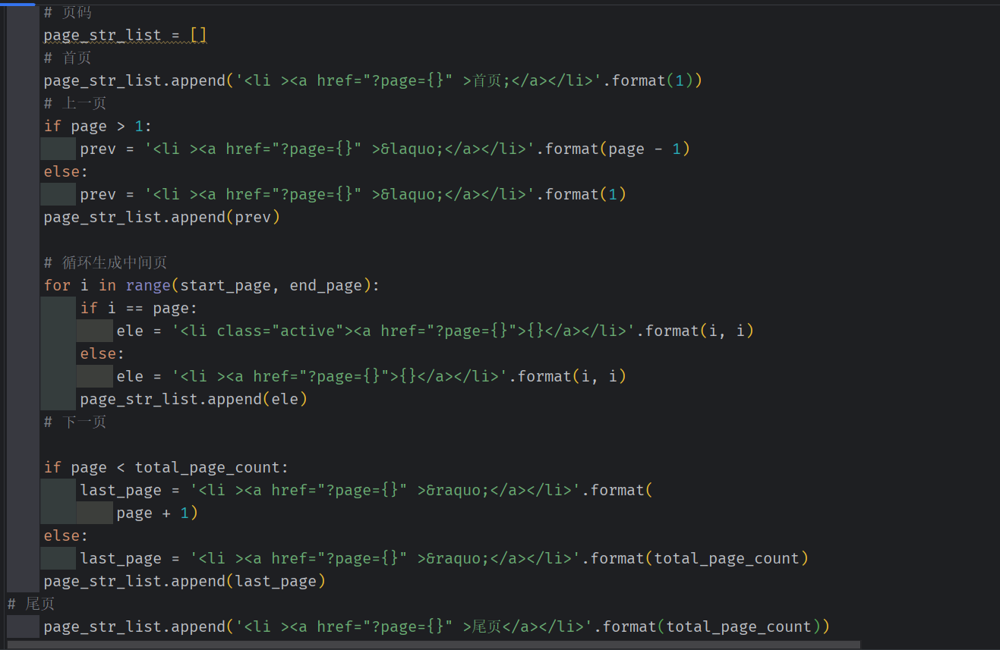 # 页码
page_str_list = []
# 首页
page_str_list.append('<li ><a href="?page={}" >首页;</a></li>'.format(1))
# 上一页
if page > 1:
    prev = '<li ><a href="?page={}" >&laquo;</a></li>'.format(page - 1)
else:
    prev = '<li ><a href="?page={}" >&laquo;</a></li>'.format(1)
page_str_list.append(prev)

# 循环生成中间页
for i in range(start_page, end_page):
    if i == page:
        ele = '<li class="active"><a href="?page={}">{}</a></li>'.format(i, i)
    else:
        ele = '<li ><a href="?page={}">{}</a></li>'.format(i, i)
    page_str_list.append(ele)
# 下一页

if page < total_page_count:
    last_page = '<li ><a href="?page={}" >&raquo;</a></li>'.format(
        page + 1)
else:
    last_page = '<li ><a href="?page={}" >&raquo;</a></li>'.format(total_page_count)
page_str_list.append(last_page)
# 尾页
page_str_list.append('<li ><a href="?page={}" >尾页</a></li>'.format(total_page_count))